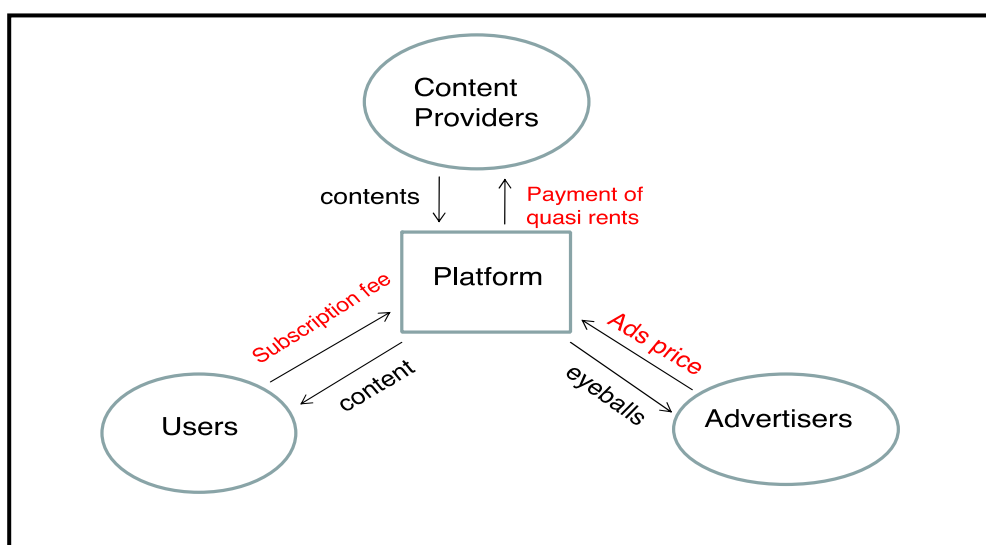 Content
Providers
contents
Payment of
quasi rents
Platform
Subscription fee
content
Ads price
eyeballs
Users
Advertisers